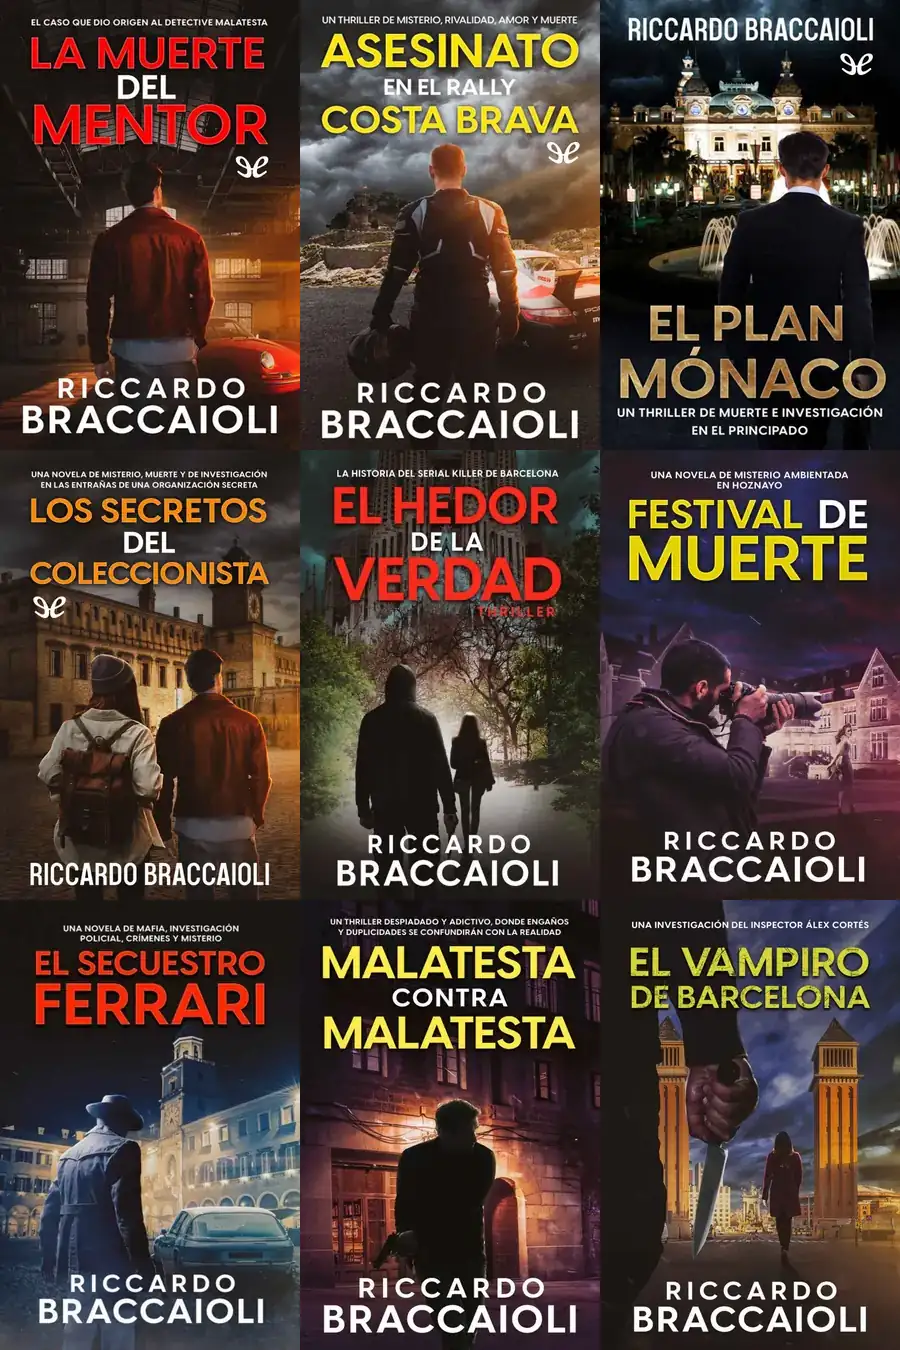 EL CASO QUE DIO ORIGEN AL DETECTIVE MALATESTA
LA MUERTE
DEL
MENTOR
RICCARDO
BRACCAIOLI
UN THRILLER DE MISTERIO, RIVALIDAD, AMOR Y MUERTE
ASESINATO
EN EL RALLY
COSTA BRAVA
RICCARDO
BRACCAIOLI
RICCARDO BRACCAIOLI
EL PLAN
MÓNACO
UN THRILLER DE MUERTE E INVESTIGACIÓN
EN EL PRINCIPADO
UNA NOVELA DE MISTERIO, MUERTE Y DE INVESTIGACIÓN
EN LAS ENTRAÑAS DE UNA ORGANIZACIÓN SECRETA
LOS SECRETOS
DEL
COLECCIONISTA
RICCARDO BRACCAIOLI
LA HISTORIA DEL SERIAL KILLER DE BARCELONA
EL HEDOR
DE LA
VERDAD
THRILLER
RICCARDO
BRACCAIOLI
UNA NOVELA DE MISTERIO AMBIENTADA
EN HOZNAYO
FESTIVAL DE
MUERTE
RICCARDO
BRACCAIOLI
UNA NOVELA DE MAFIA, INVESTIGACIÓN
POLICIAL, CRÍMENES Y MISTERIO
EL SECUESTRO
FERRARI
RICCARDO
BRACCAIOLI
UN THRILLER DESPIADADO Y ADICTIVO, DONDE ENGAÑOS
Y DUPLICIDADES SE CONFUNDIRÁN CON LA REALIDAD
MALATESTA
CONTRA
MALATESTA
RICCARDO
BRACCAIOLI
UNA INVESTIGACIÓN DEL INSPECTOR ÁLEX CORTÉS
EL VAMPIRO
DE BARCELONA
RICCARDO
BRACCAIOLI